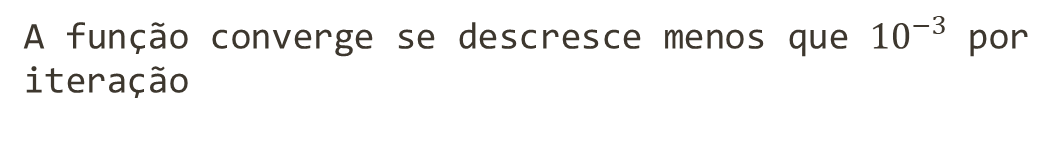 A função converge se descresce menos que 10⁻³ por
iteração